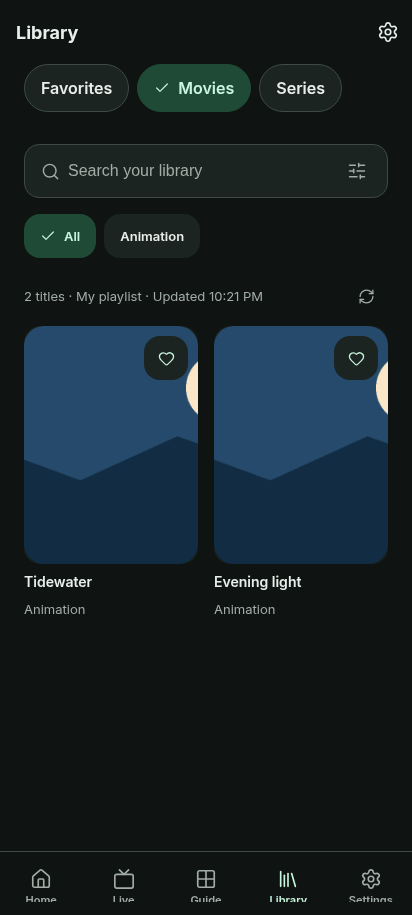 Library
Favorites Movies Series
Search your library
All Animation
2 titles · My playlist · Updated 10:21 PM
Tidewater Evening light
Animation Animation
Home Live Guide Library Settings